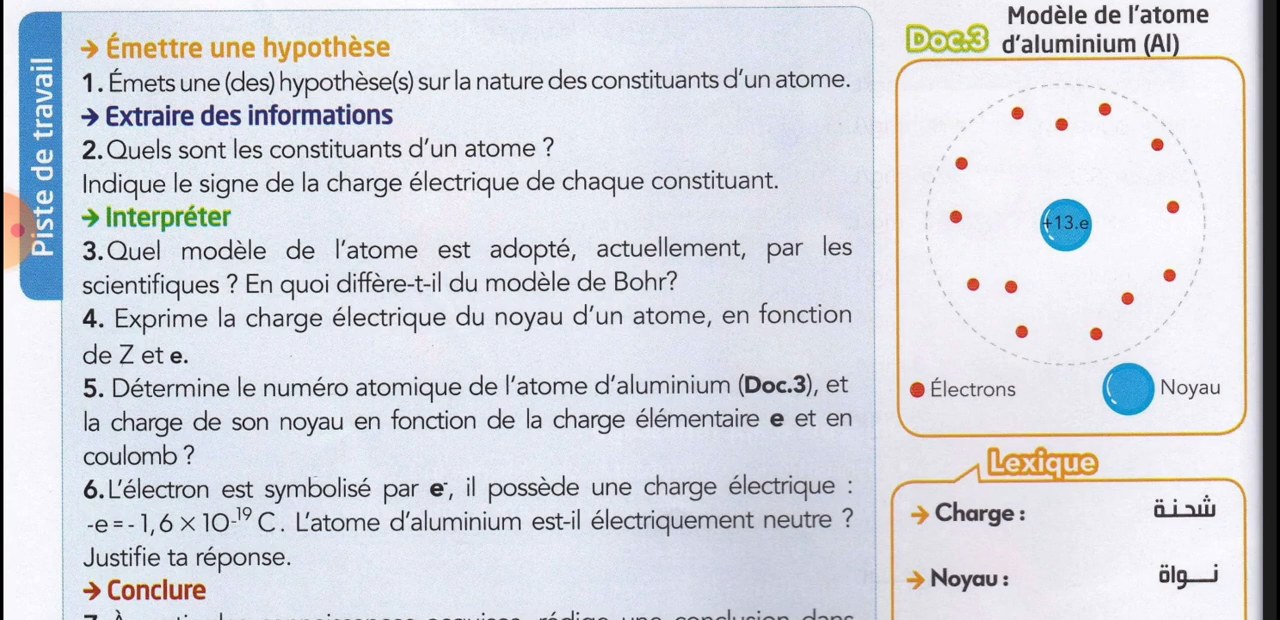 Piste de travail
→ Émettre une hypothèse
1. Émets une (des) hypothèse(s) sur la nature des constituants d'un atome.
→ Extraire des informations
2. Quels sont les constituants d'un atome ?
Indique le signe de la charge électrique de chaque constituant.
→ Interpréter
3. Quel modèle de l'atome est adopté, actuellement, par les
scientifiques ? En quoi diffère-t-il du modèle de Bohr?
4. Exprime la charge électrique du noyau d'un atome, en fonction
de Z et e.
5. Détermine le numéro atomique de l'atome d'aluminium (Doc.3), et
la charge de son noyau en fonction de la charge élémentaire e et en
coulomb ?
6. L'électron est symbolisé par e⁻, il possède une charge électrique :
-e = - 1,6 × 10⁻¹⁹ C. L'atome d'aluminium est-il électriquement neutre ?
Justifie ta réponse.
→ Conclure
Doc.3 Modèle de l'atome
d'aluminium (Al)
+13.e
Électrons
Noyau
Lexique
→ Charge : شحنة
→ Noyau : نـواة